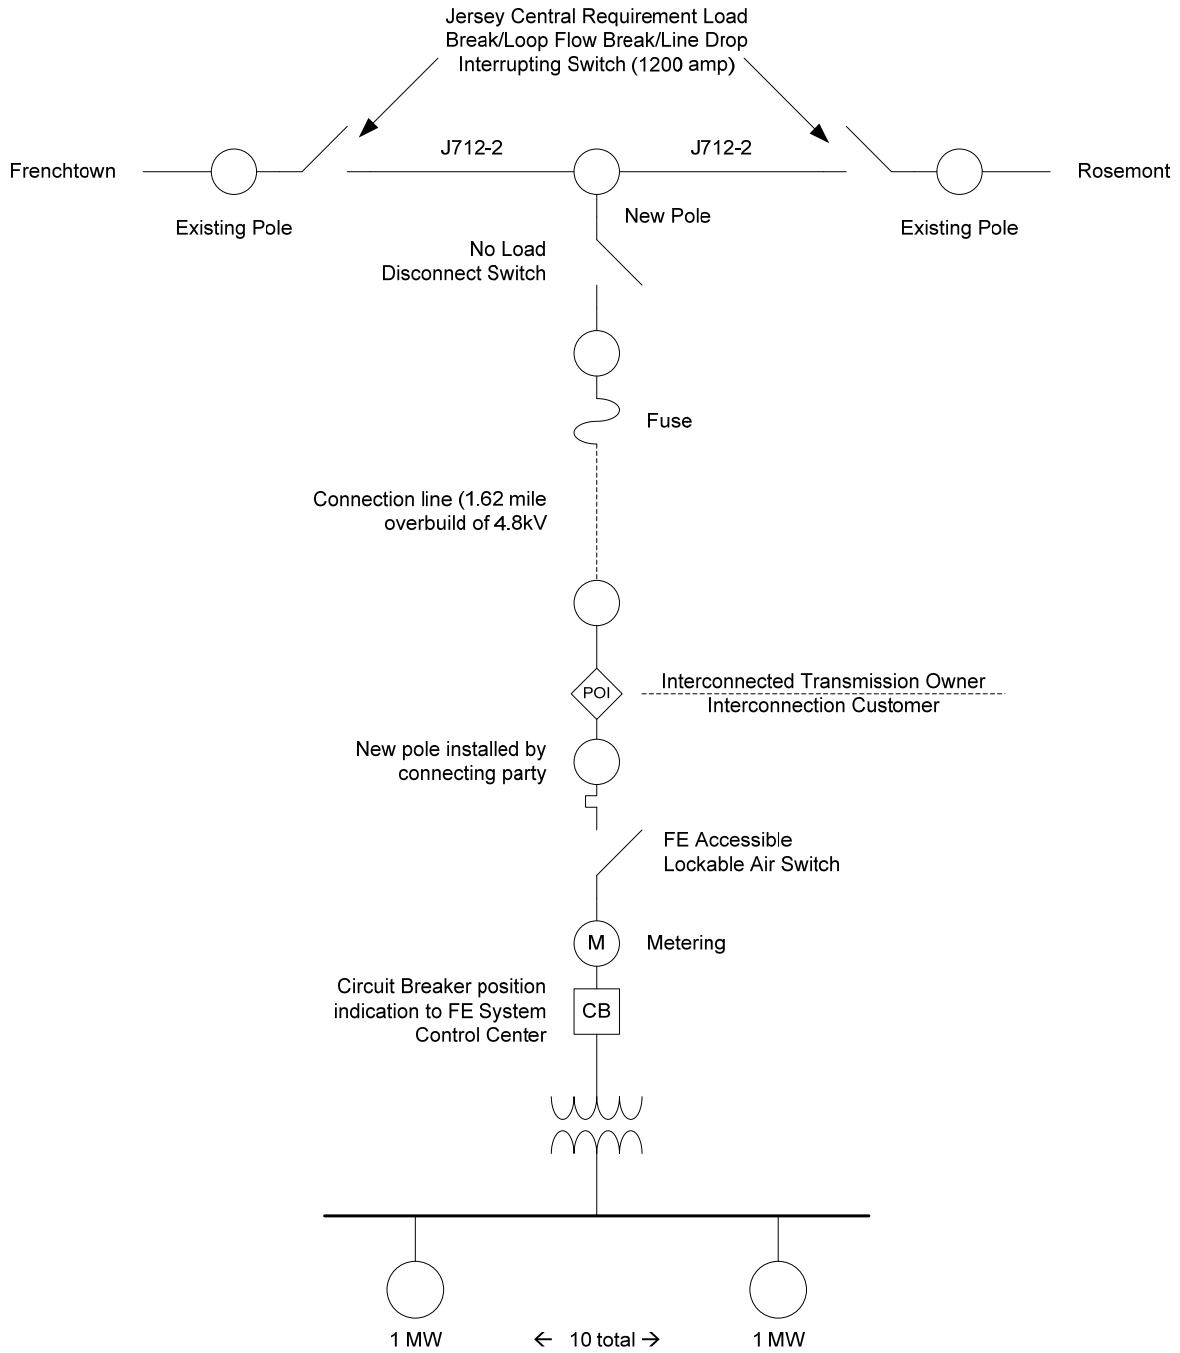 Jersey Central Requirement Load
Break/Loop Flow Break/Line Drop
Interrupting Switch (1200 amp)
J712-2
J712-2
Frenchtown
Rosemont
Existing Pole
New Pole
Existing Pole
No Load
Disconnect Switch
Fuse
Connection line (1.62 mile
overbuild of 4.8kV
POI
Interconnected Transmission Owner
Interconnection Customer
New pole installed by
connecting party
FE Accessible
Lockable Air Switch
M
Metering
Circuit Breaker position
indication to FE System
Control Center
CB
1 MW
← 10 total →
1 MW